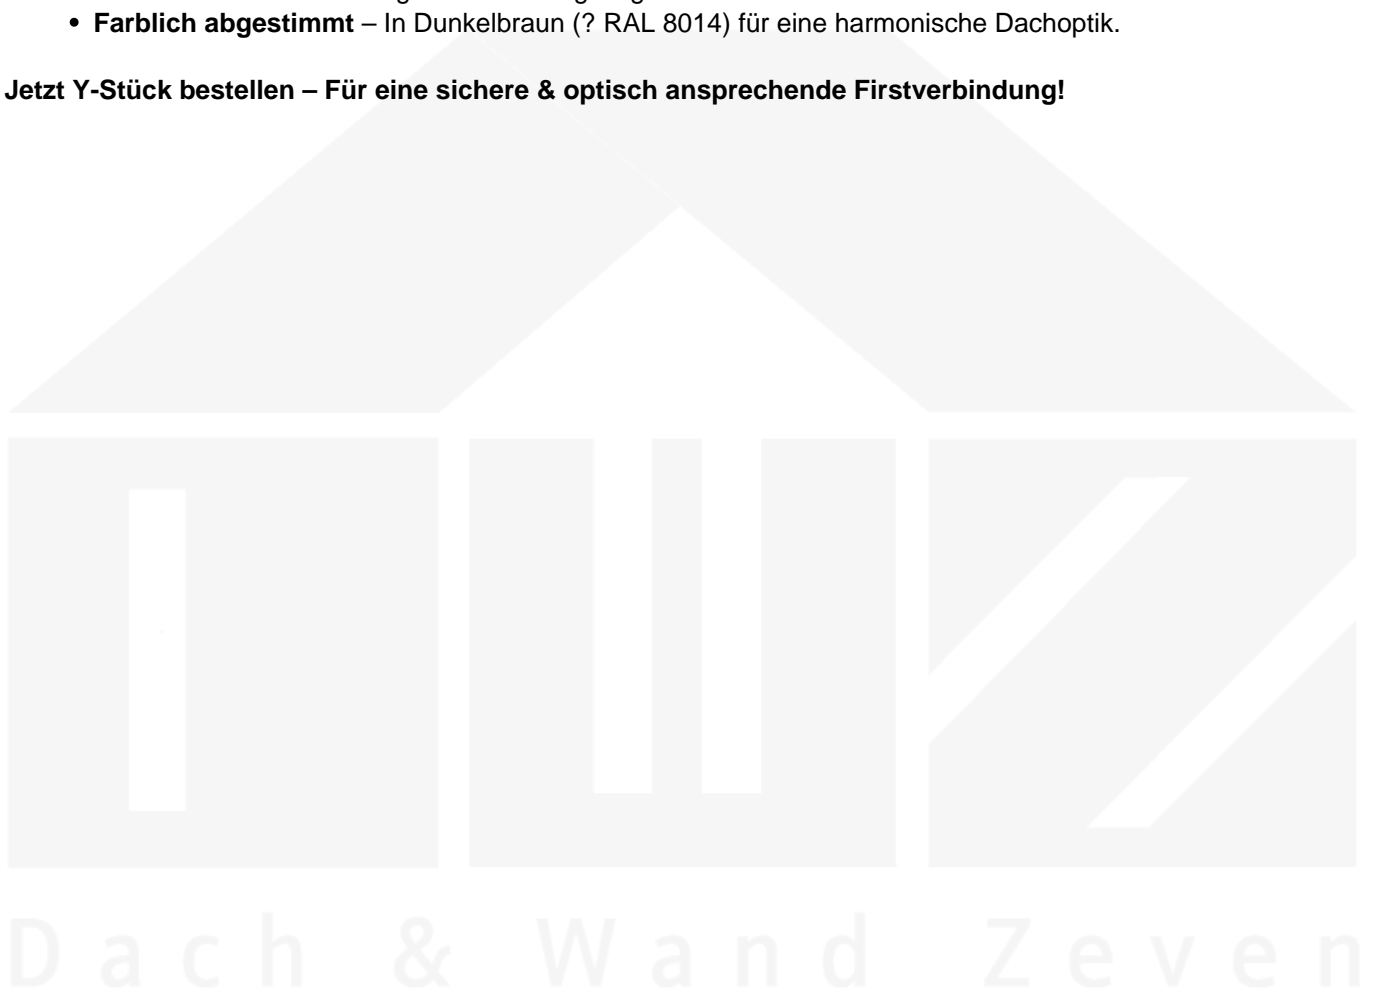 • Farblich abgestimmt – In Dunkelbraun (? RAL 8014) für eine harmonische Dachoptik.
Jetzt Y-Stück bestellen – Für eine sichere & optisch ansprechende Firstverbindung!
Dach & Wand Zeven